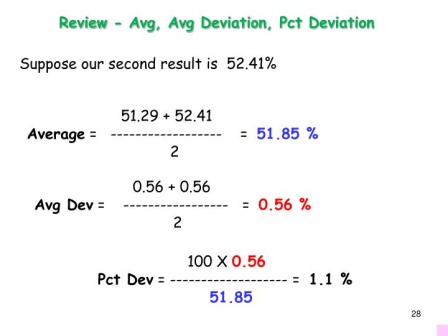 Review - Avg, Avg Deviation, Pct Deviation
Suppose our second result is 52.41%
51.29 + 52.41
Average = ------------------ = 51.85 %
2
0.56 + 0.56
Avg Dev = ----------------- = 0.56 %
2
100 X 0.56
Pct Dev = ------------------- = 1.1 %
51.85
28